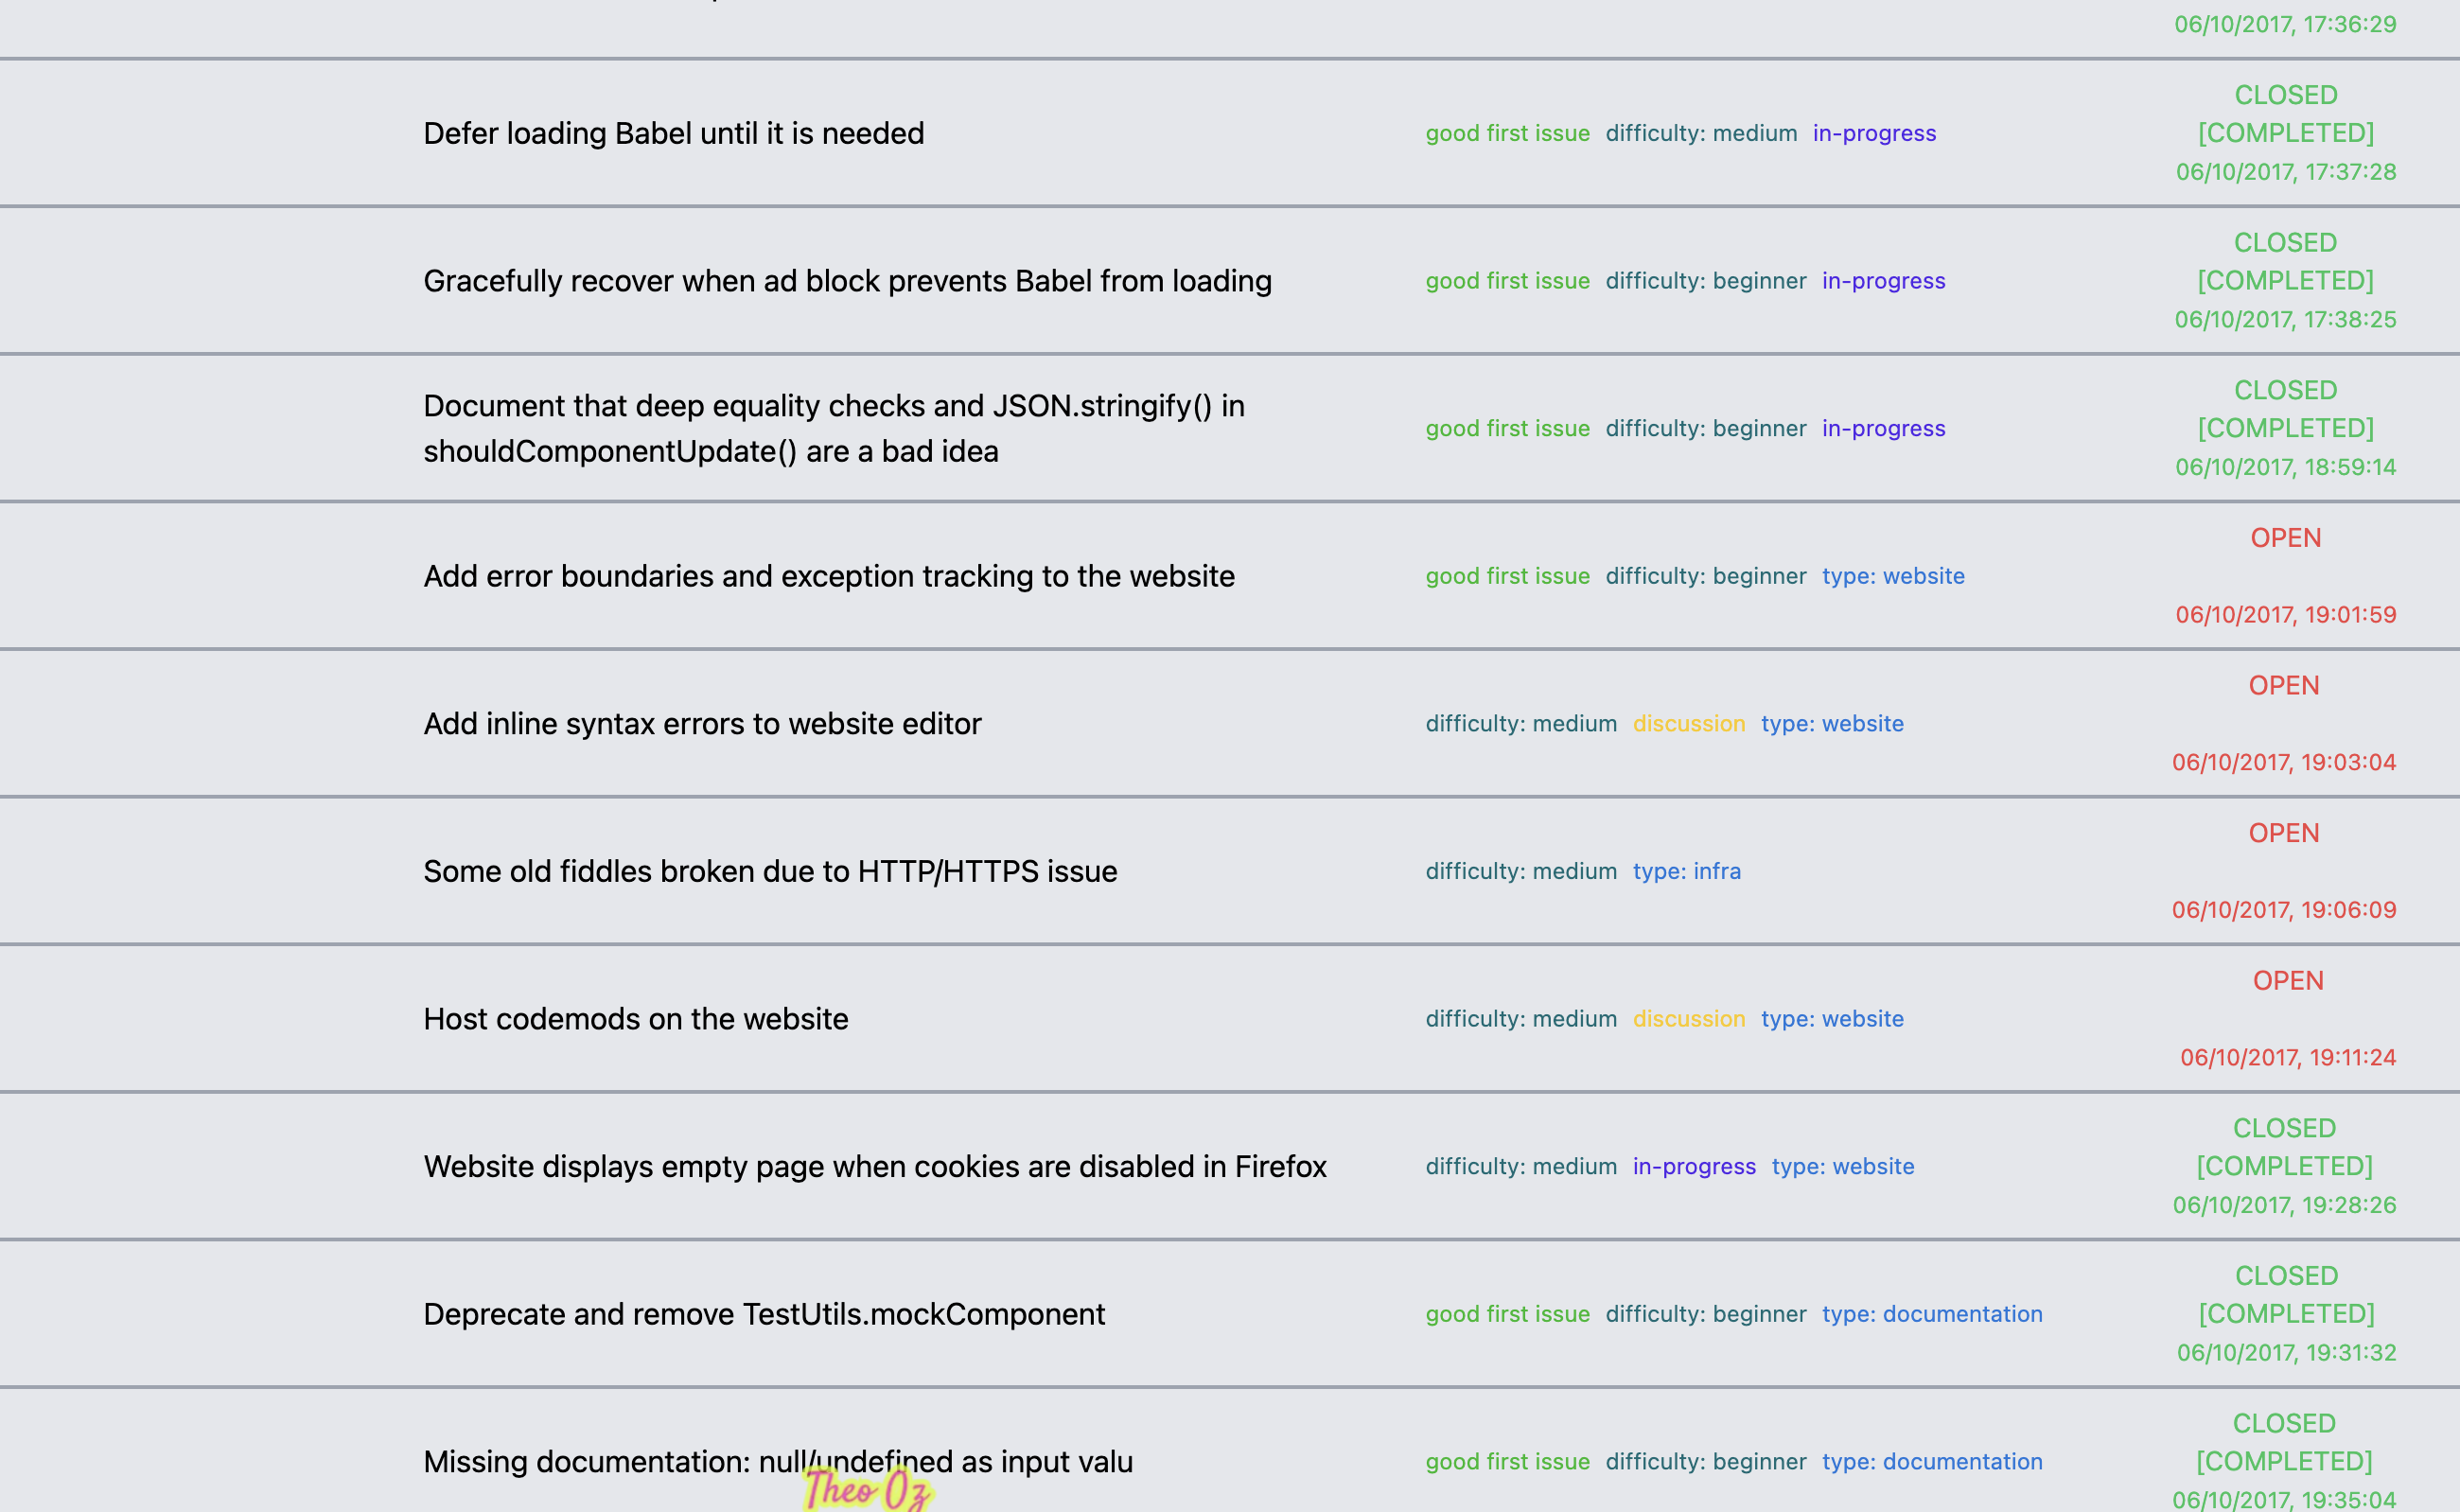 06/10/2017, 17:36:29
Defer loading Babel until it is needed
good first issue difficulty: medium in-progress
CLOSED
[COMPLETED]
06/10/2017, 17:37:28
Gracefully recover when ad block prevents Babel from loading
good first issue difficulty: beginner in-progress
CLOSED
[COMPLETED]
06/10/2017, 17:38:25
Document that deep equality checks and JSON.stringify() in
shouldComponentUpdate() are a bad idea
good first issue difficulty: beginner in-progress
CLOSED
[COMPLETED]
06/10/2017, 18:59:14
Add error boundaries and exception tracking to the website
good first issue difficulty: beginner type: website
OPEN
06/10/2017, 19:01:59
Add inline syntax errors to website editor
difficulty: medium discussion type: website
OPEN
06/10/2017, 19:03:04
Some old fiddles broken due to HTTP/HTTPS issue
difficulty: medium type: infra
OPEN
06/10/2017, 19:06:09
Host codemods on the website
difficulty: medium discussion type: website
OPEN
06/10/2017, 19:11:24
Website displays empty page when cookies are disabled in Firefox
difficulty: medium in-progress type: website
CLOSED
[COMPLETED]
06/10/2017, 19:28:26
Deprecate and remove TestUtils.mockComponent
good first issue difficulty: beginner type: documentation
CLOSED
[COMPLETED]
06/10/2017, 19:31:32
Missing documentation: null/undefined as input valu
good first issue difficulty: beginner type: documentation
CLOSED
[COMPLETED]
06/10/2017, 19:35:04
Theo Oz